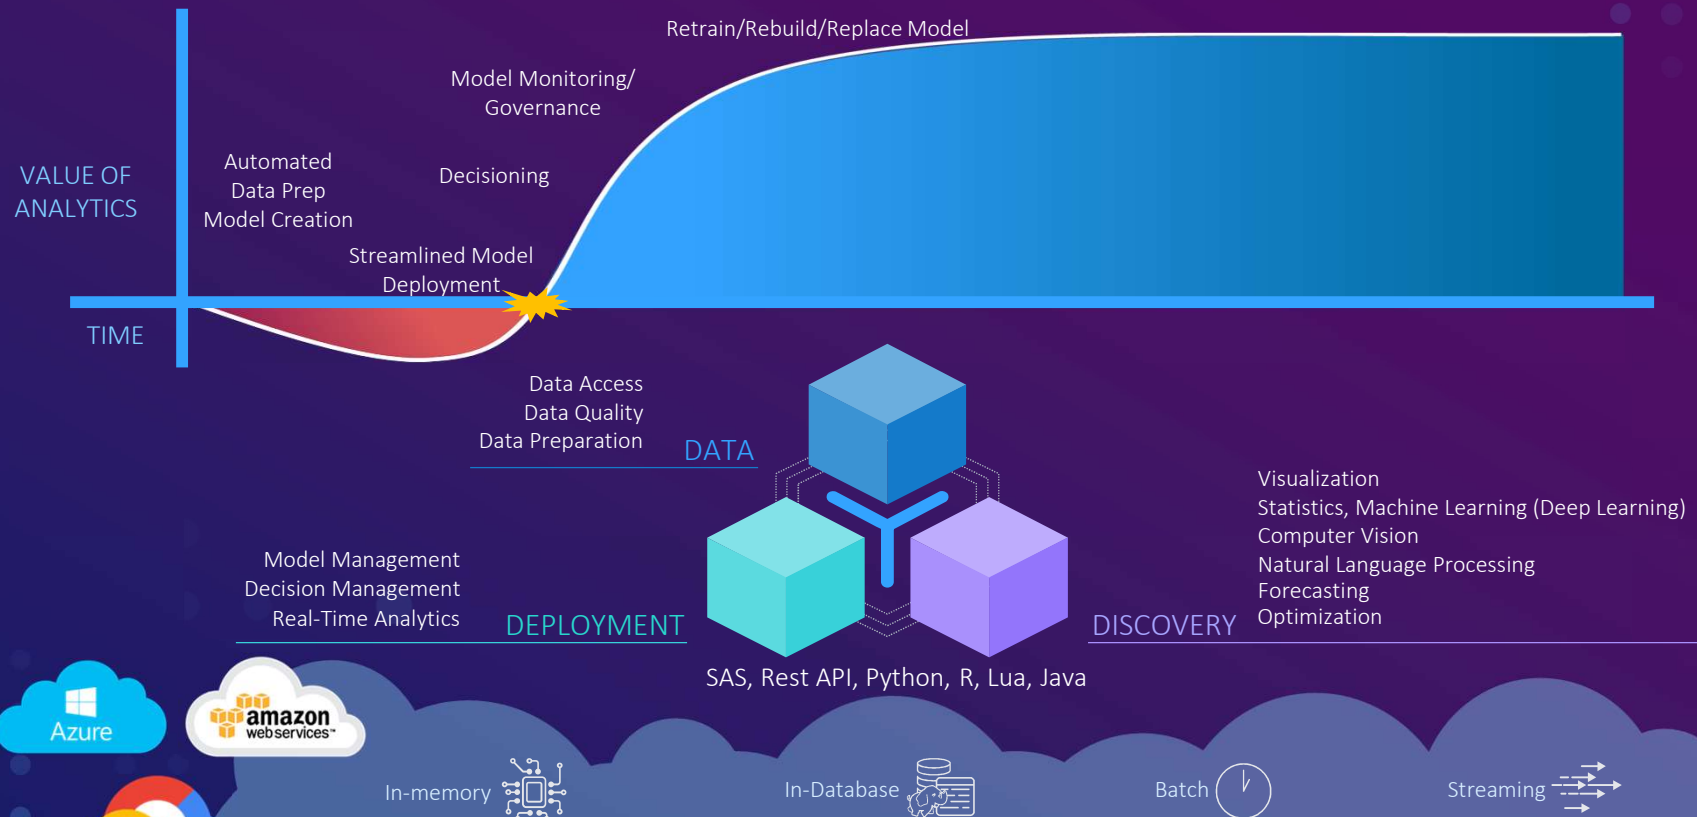 Retrain/Rebuild/Replace Model
Model Monitoring/
Governance
VALUE OF
ANALYTICS
Automated
Data Prep
Model Creation
Decisioning
Streamlined Model
Deployment
TIME
Data Access
Data Quality
Data Preparation
DATA
Visualization
Statistics, Machine Learning (Deep Learning)
Computer Vision
Natural Language Processing
Forecasting
Optimization
DISCOVERY
Model Management
Decision Management
Real-Time Analytics
DEPLOYMENT
SAS, Rest API, Python, R, Lua, Java
Azure
amazon
webservices™
In-memory
In-Database
Batch
Streaming